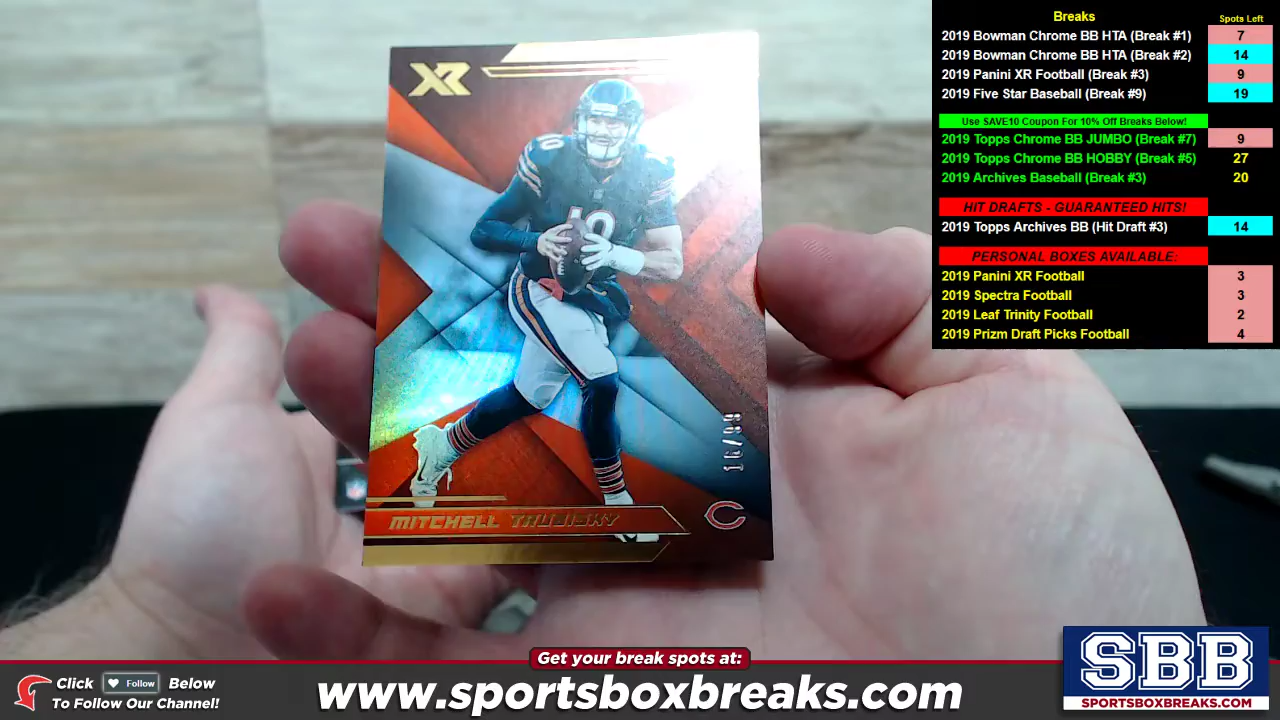 XR
10
10
16/99
MITCHELL TRUBISKY
Breaks Spots Left
2019 Bowman Chrome BB HTA (Break #1) 7
2019 Bowman Chrome BB HTA (Break #2) 14
2019 Panini XR Football (Break #3) 9
2019 Five Star Baseball (Break #9) 19
Use SAVE10 Coupon For 10% Off Breaks Below!
2019 Topps Chrome BB JUMBO (Break #7) 9
2019 Topps Chrome BB HOBBY (Break #5) 27
2019 Archives Baseball (Break #3) 20
HIT DRAFTS - GUARANTEED HITS!
2019 Topps Archives BB (Hit Draft #3) 14
PERSONAL BOXES AVAILABLE:
2019 Panini XR Football 3
2019 Spectra Football 3
2019 Leaf Trinity Football 2
2019 Prizm Draft Picks Football 4
Get your break spots at:
Click Follow Below
To Follow Our Channel!
www.sportsboxbreaks.com
SBB
SPORTSBOXBREAKS.COM